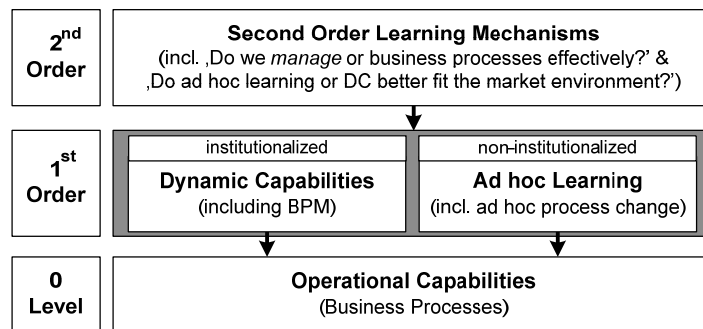 2nd
Order
Second Order Learning Mechanisms
(incl. ‚Do we manage or business processes effectively?’ &
‚Do ad hoc learning or DC better fit the market environment?’)
1st
Order
institutionalized
Dynamic Capabilities
(including BPM)
non-institutionalized
Ad hoc Learning
(incl. ad hoc process change)
0
Level
Operational Capabilities
(Business Processes)